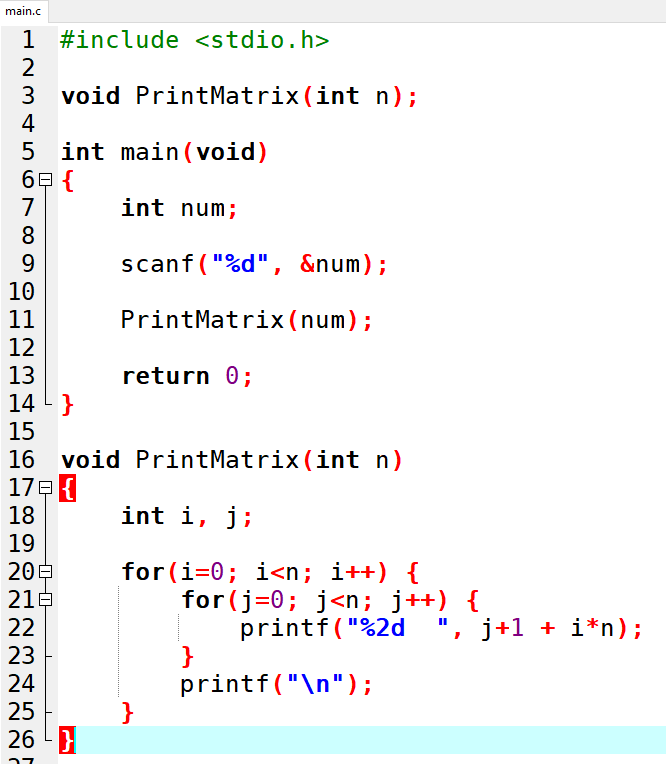 main.c
1 #include <stdio.h>
2
3 void PrintMatrix(int n);
4
5 int main(void)
6 {
7     int num;
8
9     scanf("%d", &num);
10
11     PrintMatrix(num);
12
13     return 0;
14 }
15
16 void PrintMatrix(int n)
17 {
18     int i, j;
19
20     for(i=0; i<n; i++) {
21         for(j=0; j<n; j++) {
22             printf("%2d  ", j+1 + i*n);
23         }
24         printf("\n");
25     }
26 }
27